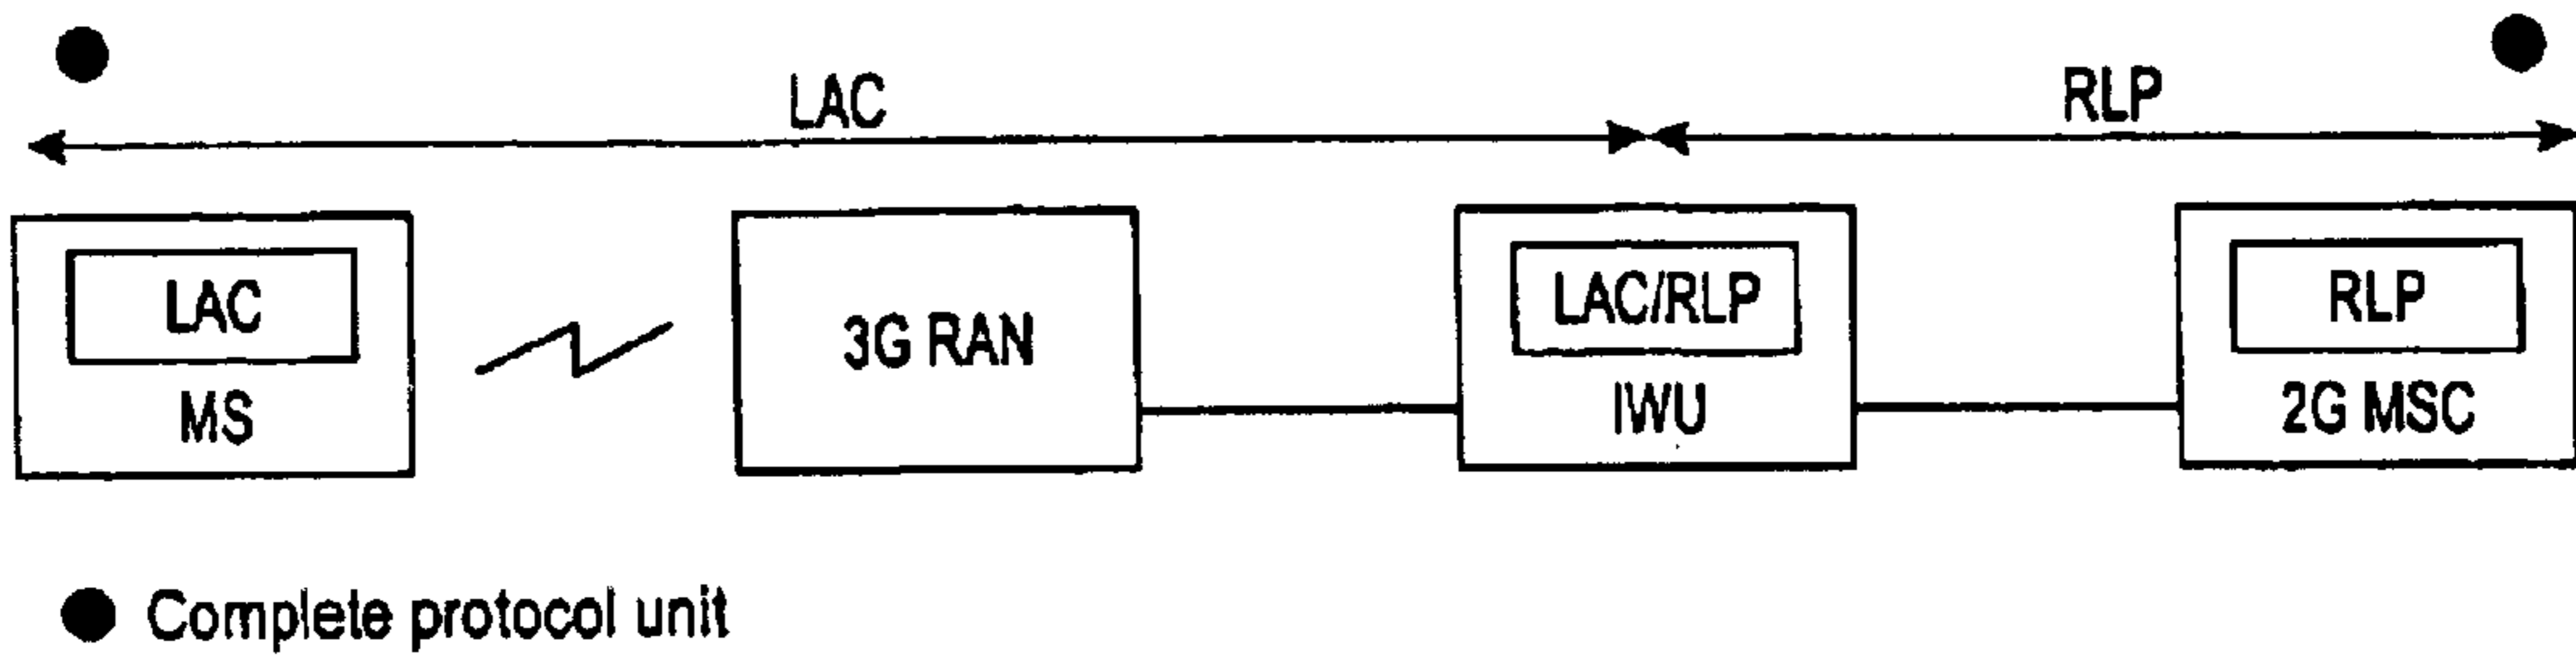 LAC
RLP
LAC
MS
3G RAN
LAC/RLP
IWU
RLP
2G MSC
Complete protocol unit